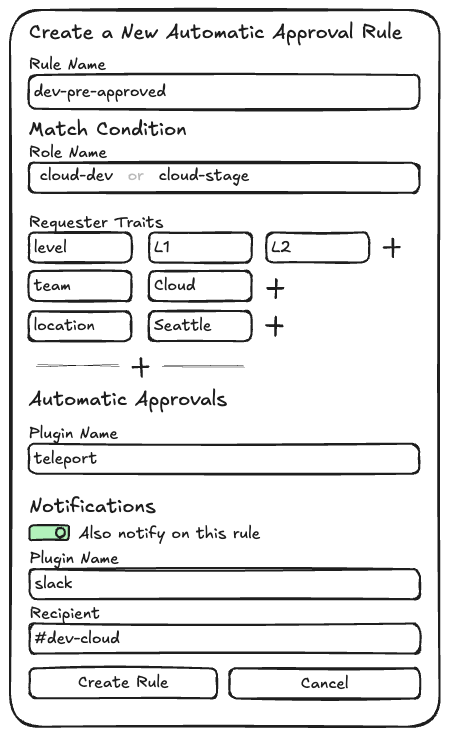 Create a New Automatic Approval Rule
Rule Name
dev-pre-approved
Match Condition
Role Name
cloud-dev or cloud-stage
Requester Traits
level L1 L2 +
team Cloud +
location Seattle +
+
Automatic Approvals
Plugin Name
teleport
Notifications
Also notify on this rule
Plugin Name
slack
Recipient
#dev-cloud
Create Rule Cancel